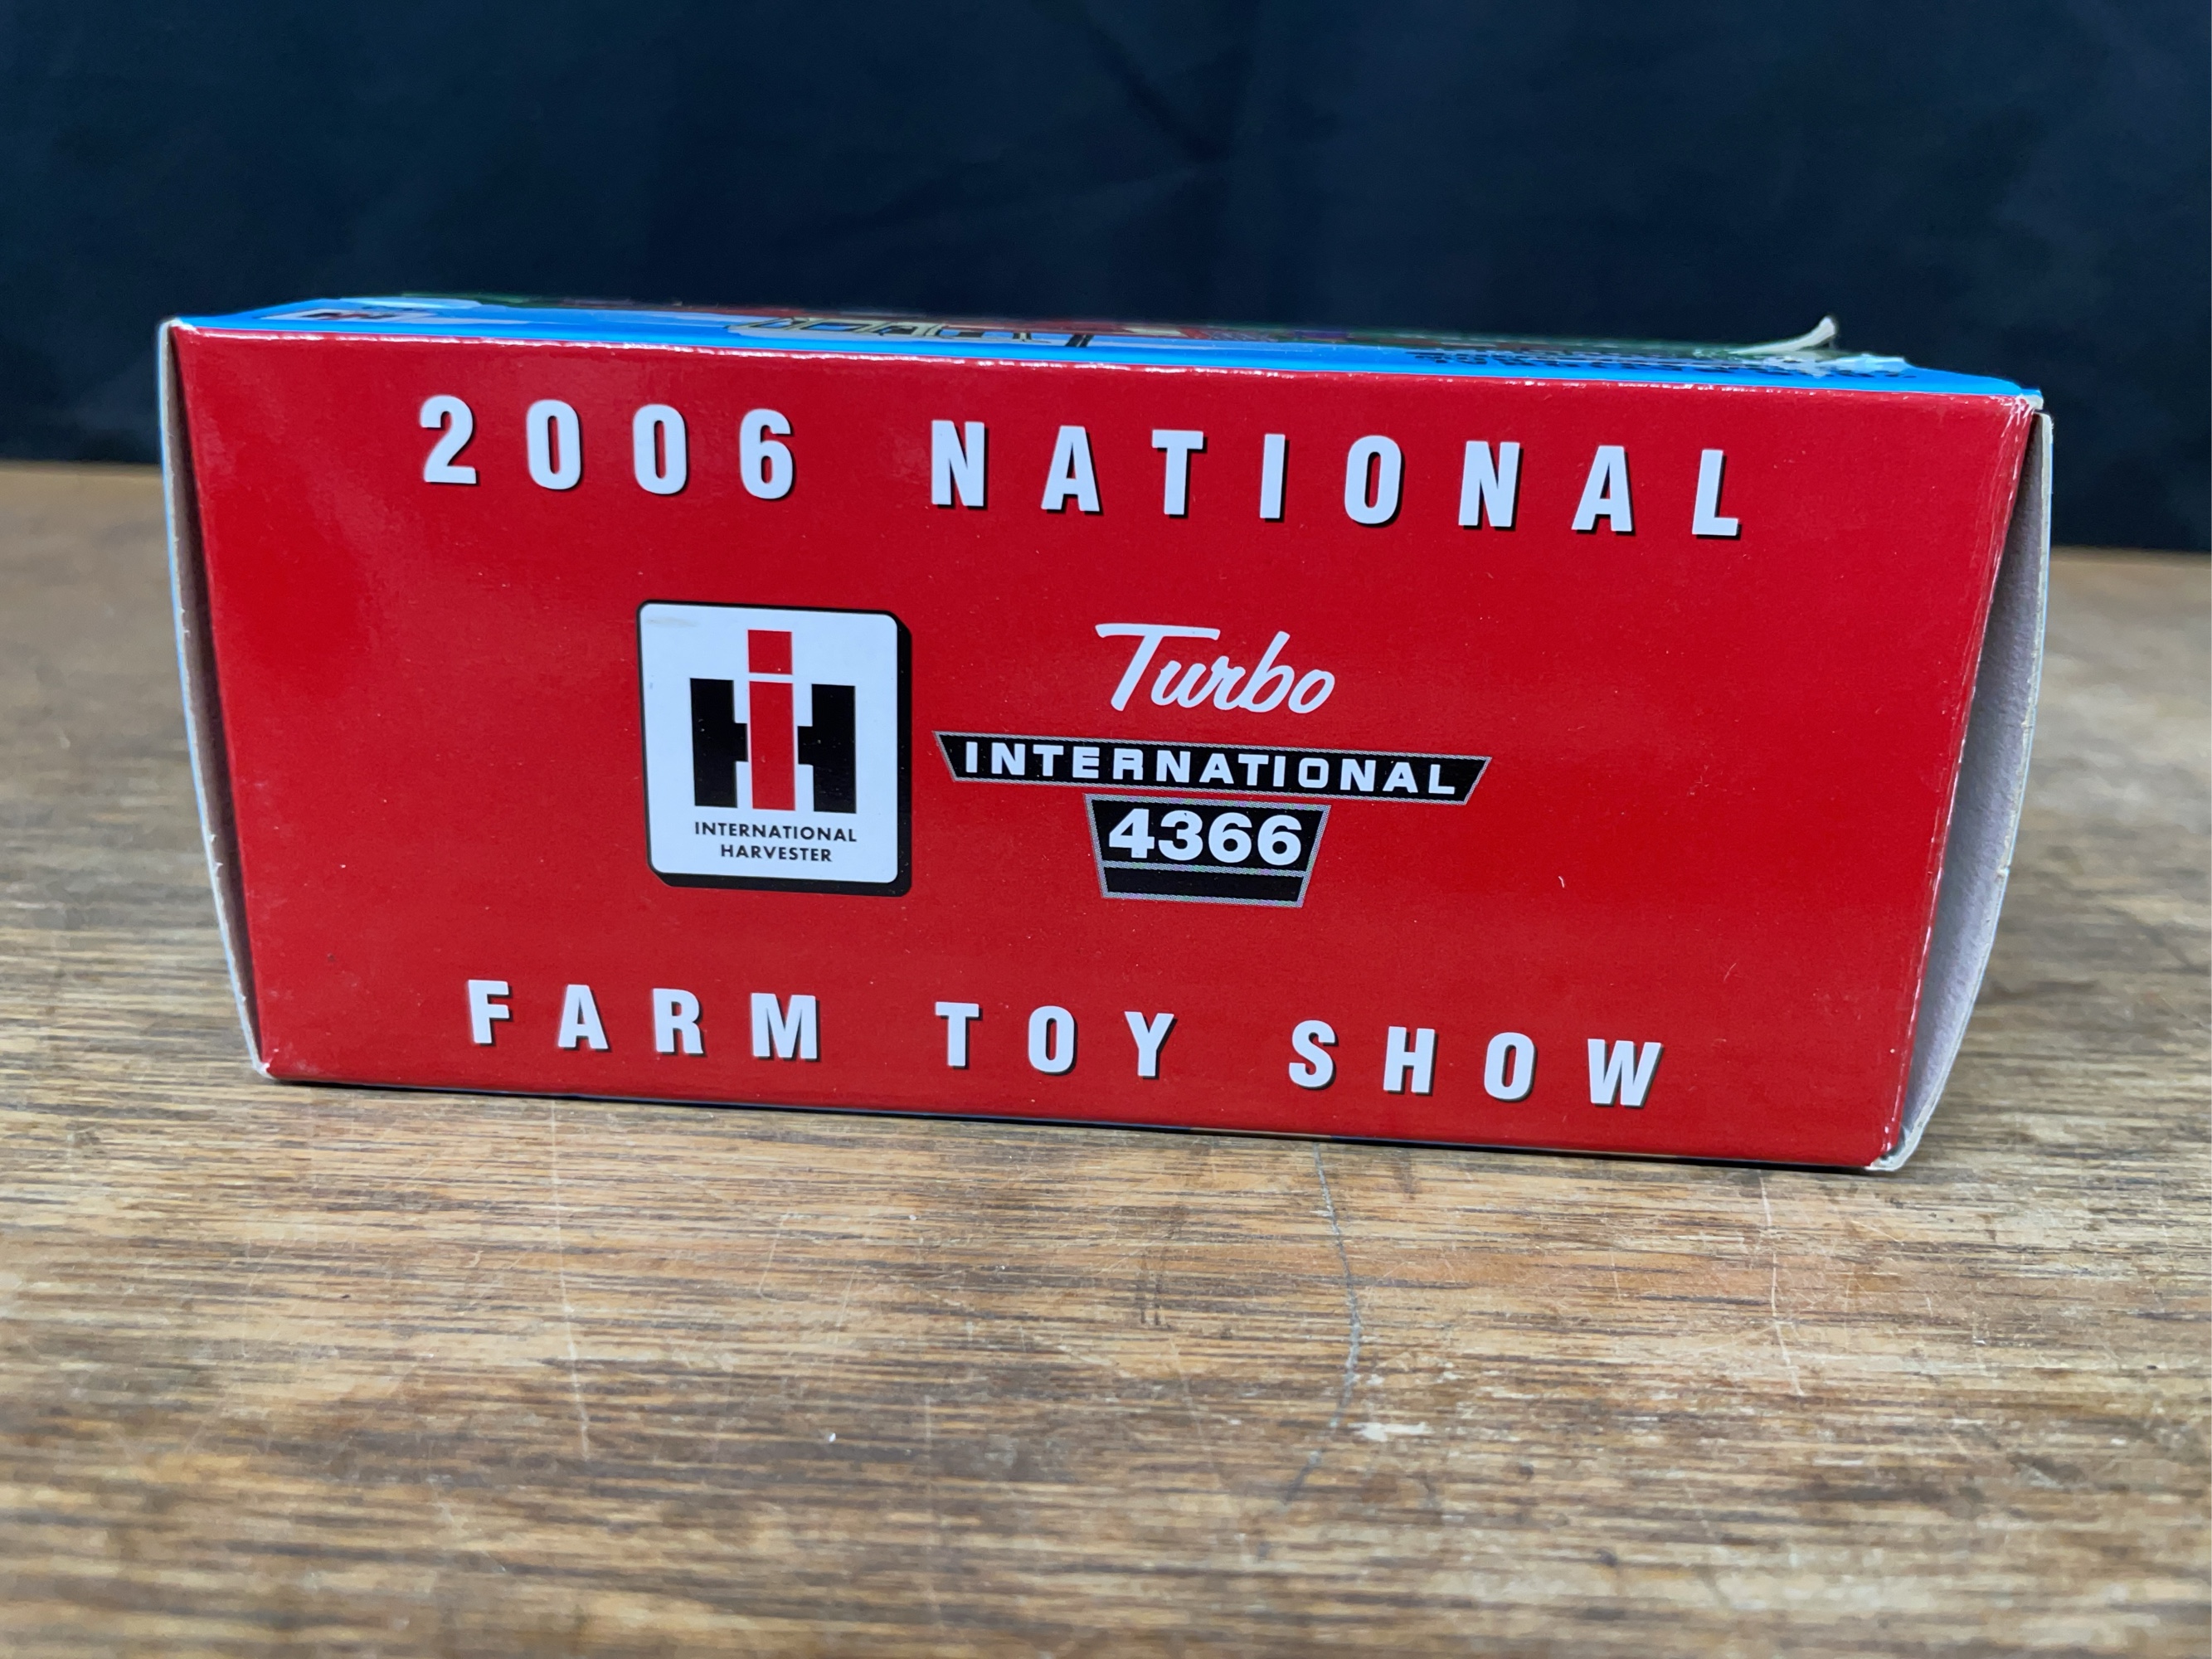 2006 NATIONAL
INTERNATIONAL
HARVESTER
Turbo
INTERNATIONAL
4366
FARM TOY SHOW